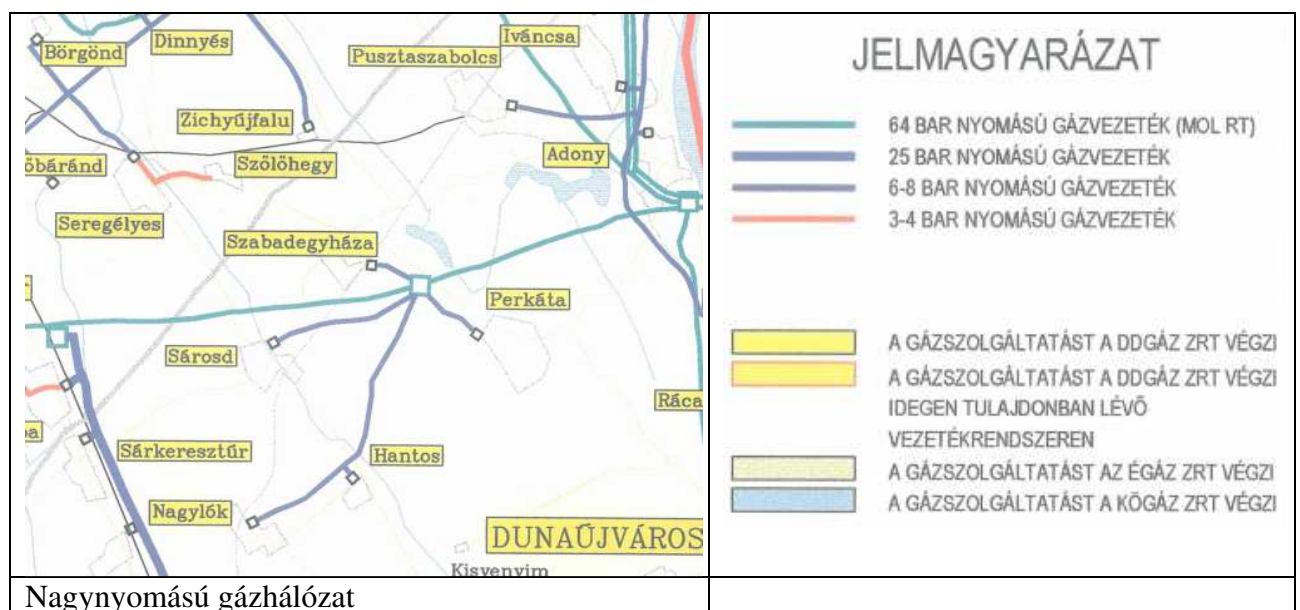 Börgönd
Dinnyés
Pusztaszabolcs
Iváncsa
Zichyújfalu
Szőlőhegy
Adony
őbáránd
Seregélyes
Szabadegyháza
Perkáta
Sárosd
Ráca
ba
Sárkeresztúr
Hantos
Nagylók
DUNAÚJVÁROS
Kisvenyim
JELMAGYARÁZAT
64 BAR NYOMÁSÚ GÁZVEZETÉK (MOL RT)
25 BAR NYOMÁSÚ GÁZVEZETÉK
6-8 BAR NYOMÁSÚ GÁZVEZETÉK
3-4 BAR NYOMÁSÚ GÁZVEZETÉK
A GÁZSZOLGÁLTATÁST A DDGÁZ ZRT VÉGZI
A GÁZSZOLGÁLTATÁST A DDGÁZ ZRT VÉGZI
IDEGEN TULAJDONBAN LÉVŐ
VEZETÉKRENDSZEREN
A GÁZSZOLGÁLTATÁST AZ ÉGÁZ ZRT VÉGZI
A GÁZSZOLGÁLTATÁST A KÖGÁZ ZRT VÉGZI
Nagynyomású gázhálózat